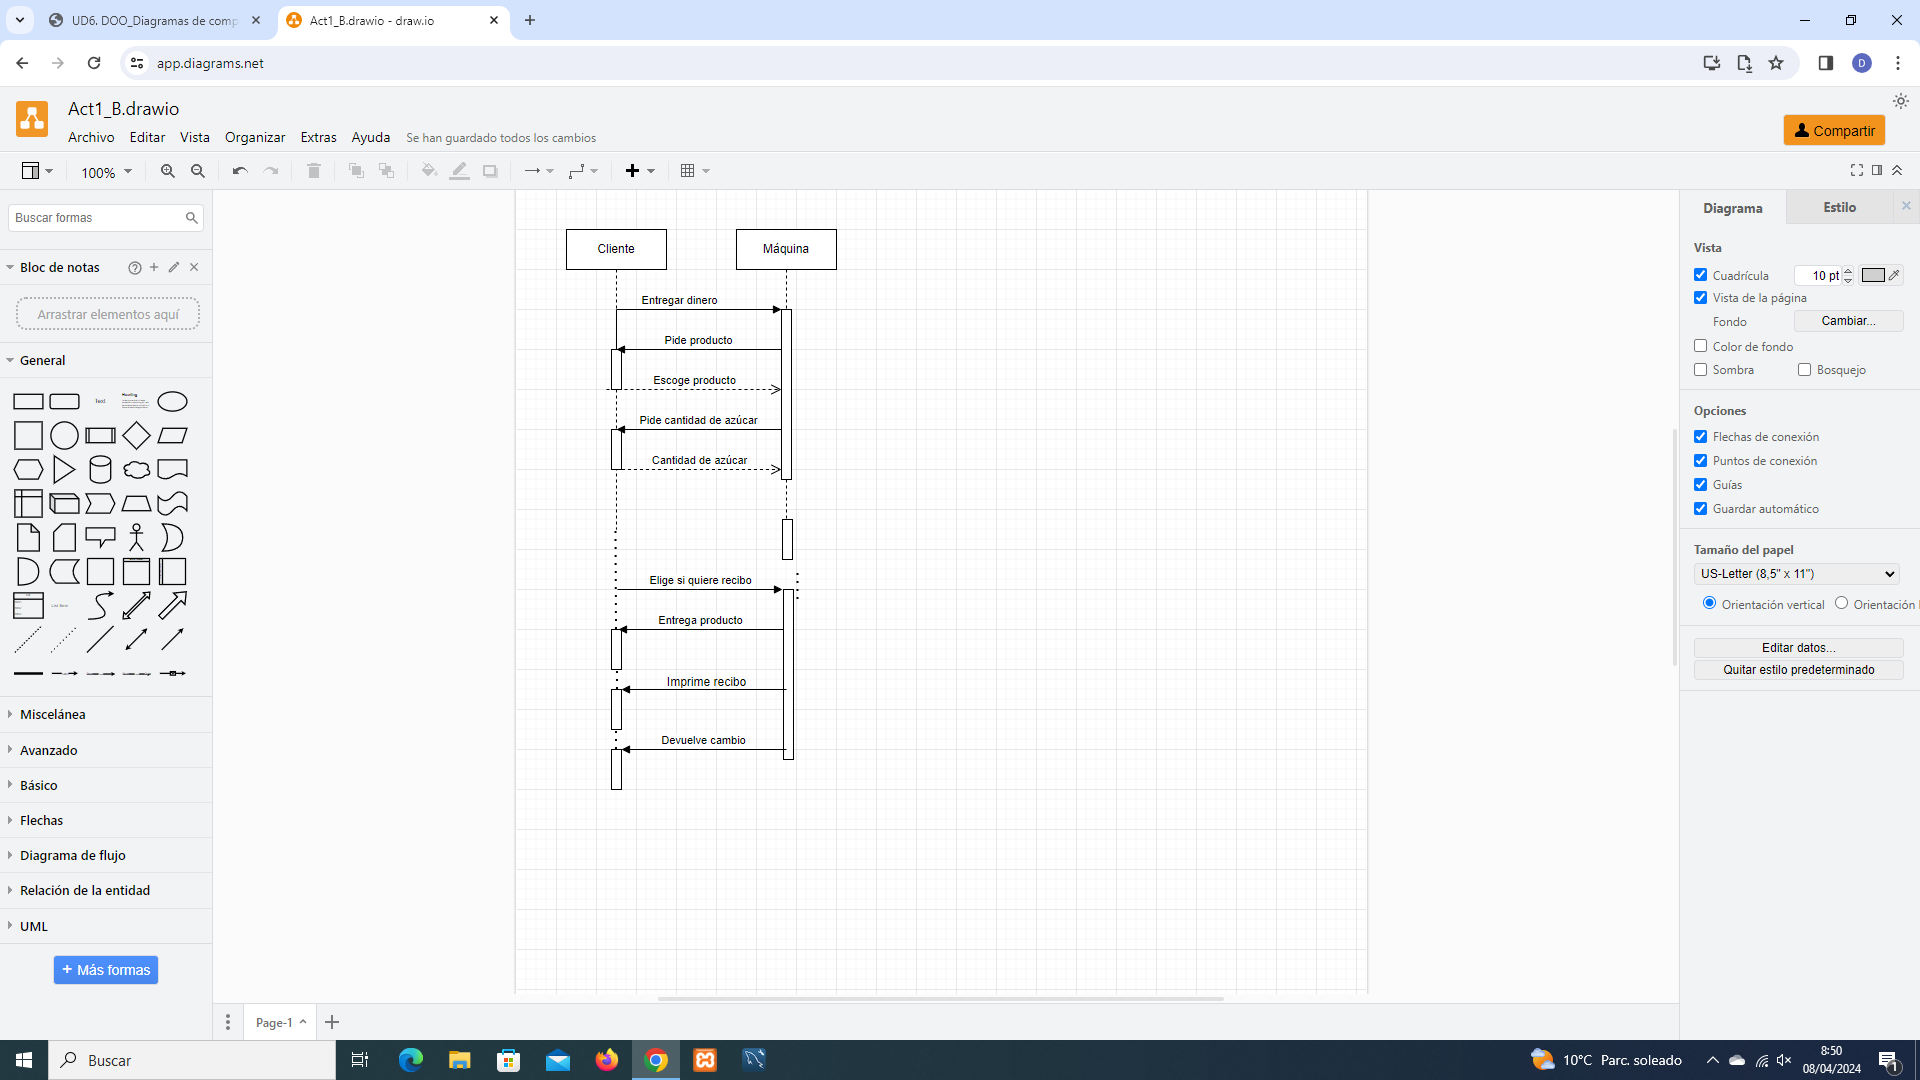 UD6. DOO_Diagramas de comp
Act1_B.drawio - draw.io
app.diagrams.net
D
Act1_B.drawio
Archivo Editar Vista Organizar Extras Ayuda Se han guardado todos los cambios
Compartir
100%
Buscar formas
Bloc de notas
Arrastrar elementos aquí
General
Text
Heading
List Item
Miscelánea
Avanzado
Básico
Flechas
Diagrama de flujo
Relación de la entidad
UML
+ Más formas
Cliente
Máquina
Entregar dinero
Pide producto
Escoge producto
Pide cantidad de azúcar
Cantidad de azúcar
Elige si quiere recibo
Entrega producto
Imprime recibo
Devuelve cambio
Diagrama Estilo
Vista
Cuadrícula 10 pt
Vista de la página
Fondo Cambiar...
Color de fondo
Sombra Bosquejo
Opciones
Flechas de conexión
Puntos de conexión
Guías
Guardar automático
Tamaño del papel
US-Letter (8,5" x 11")
Orientación vertical Orientación
Editar datos...
Quitar estilo predeterminado
Page-1
Buscar
10°C Parc. soleado
8:50
08/04/2024
1